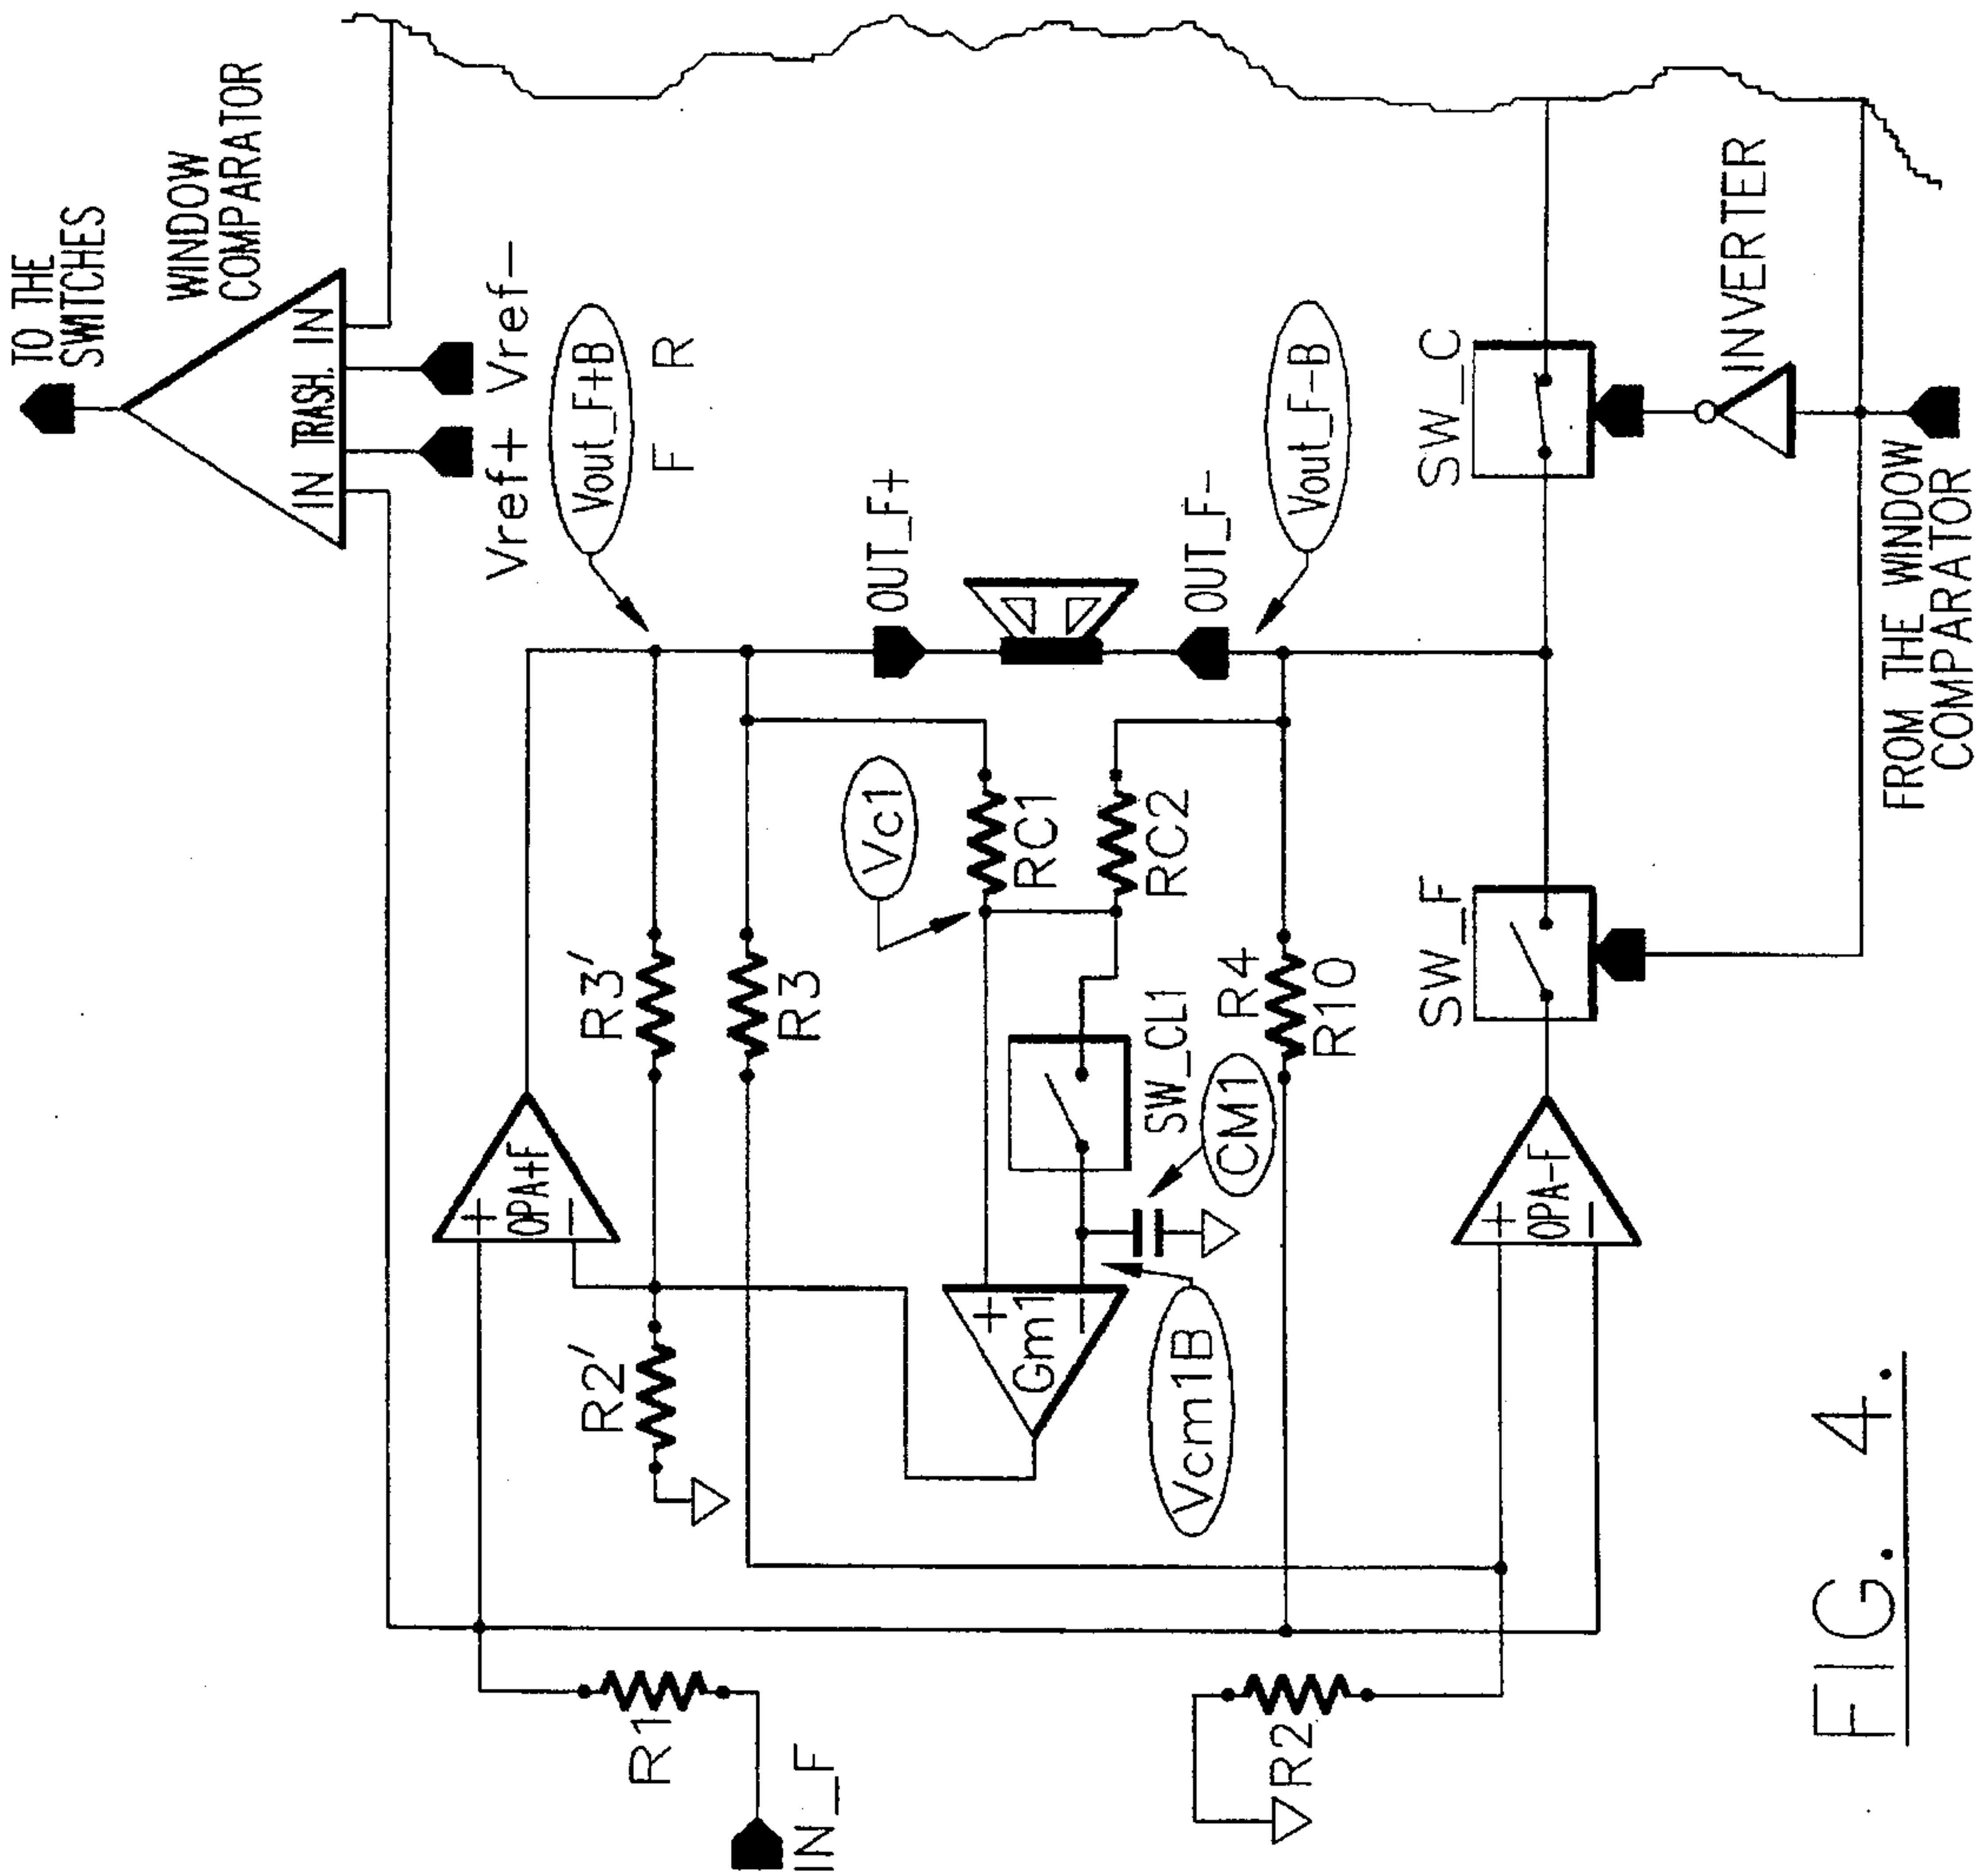 TO THE
SWITCHES
WINDOW
COMPARATOR
IN TRASH. IN
Vref+ Vref-
F R
Vout_F+B
OUT_F+
OUT_F-
Vout_F-B
SW_C
INVERTER
FROM THE WINDOW
COMPARATOR
OPA+F
+
-
R3'
R3
R2'
Vc1
RC1
RC2
SW_CL1
CM1
R4
R10
Gm1
+
-
Vcm1B
SW_F
OPA-F
+
-
R1
IN_F
R2
FIG. 4.